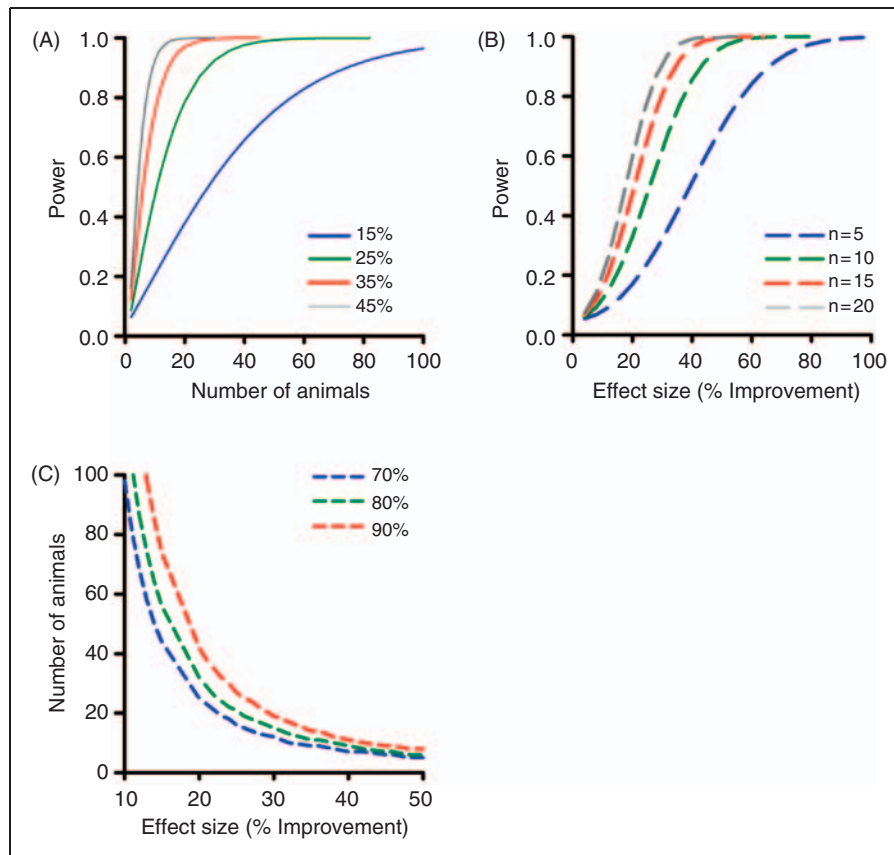 (A)
1.0
0.8
0.6
0.4
0.2
0.0
Power
0 20 40 60 80 100
Number of animals
15%
25%
35%
45%
(B)
1.0
0.8
0.6
0.4
0.2
0.0
Power
0 20 40 60 80 100
Effect size (% Improvement)
n=5
n=10
n=15
n=20
(C)
100
80
60
40
20
0
Number of animals
10 20 30 40 50
Effect size (% Improvement)
70%
80%
90%